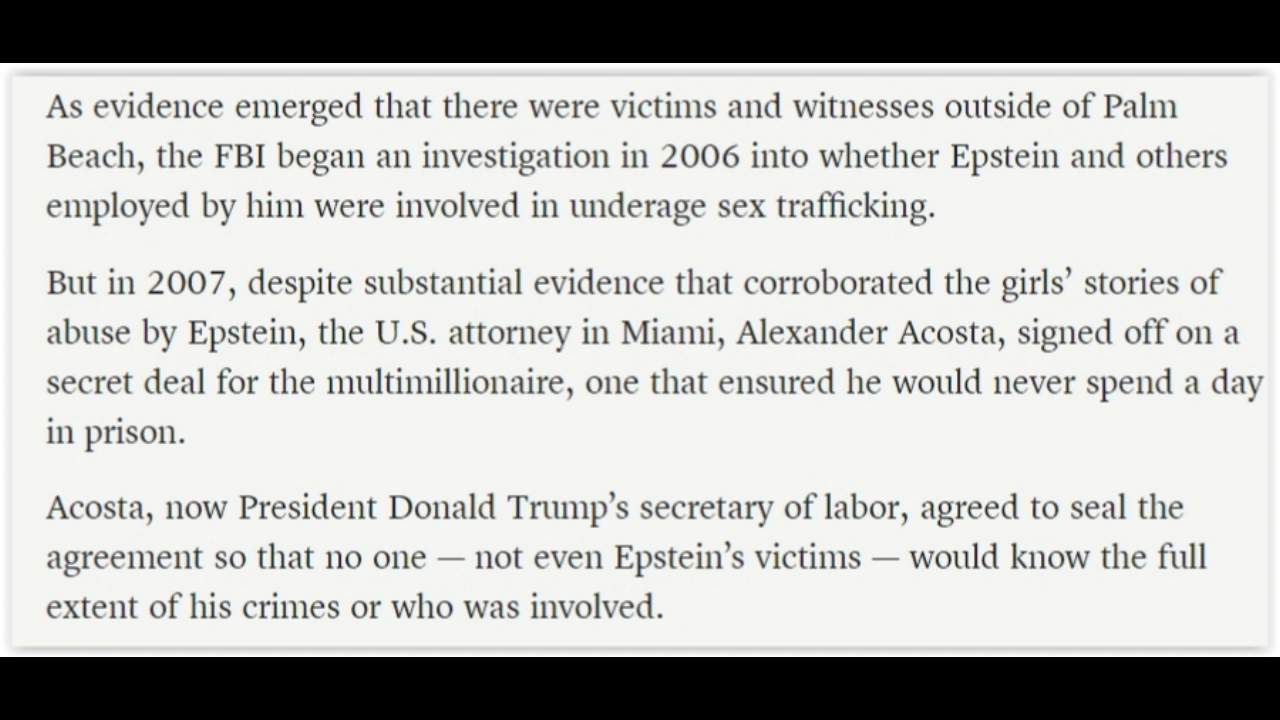 As evidence emerged that there were victims and witnesses outside of Palm
Beach, the FBI began an investigation in 2006 into whether Epstein and others
employed by him were involved in underage sex trafficking.
But in 2007, despite substantial evidence that corroborated the girls’ stories of
abuse by Epstein, the U.S. attorney in Miami, Alexander Acosta, signed off on a
secret deal for the multimillionaire, one that ensured he would never spend a day
in prison.
Acosta, now President Donald Trump’s secretary of labor, agreed to seal the
agreement so that no one — not even Epstein’s victims — would know the full
extent of his crimes or who was involved.